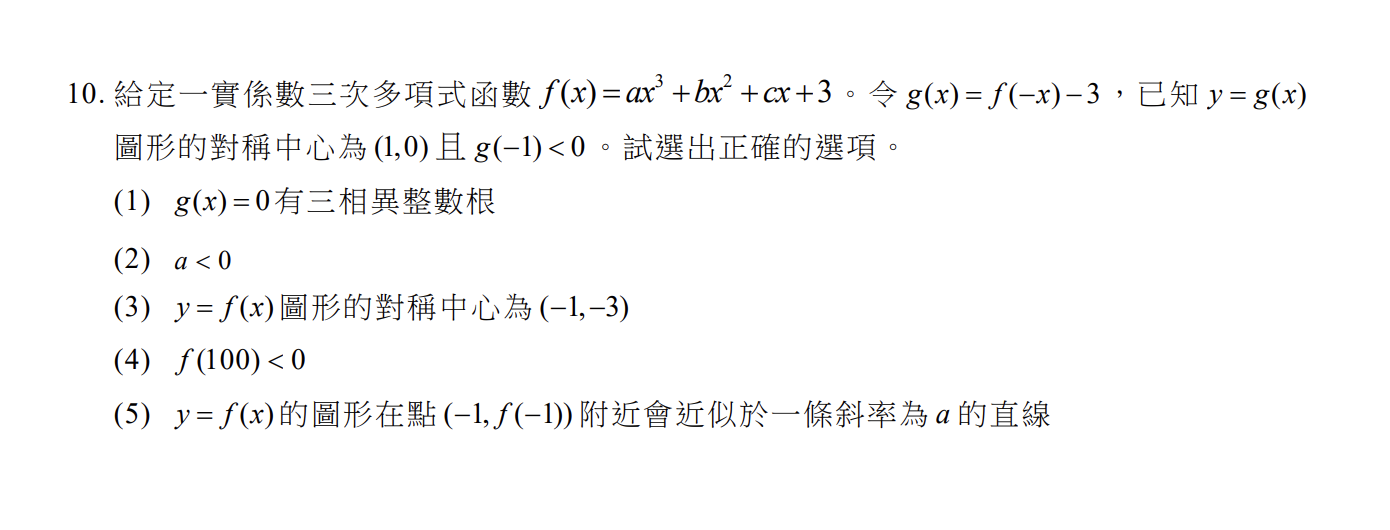 10. 給定一實係數三次多項式函數 f(x) = ax³ + bx² + cx + 3。令 g(x) = f(−x) − 3,已知 y = g(x)
圖形的對稱中心為 (1,0) 且 g(−1) < 0。試選出正確的選項。
(1) g(x) = 0 有三相異整數根
(2) a < 0
(3) y = f(x) 圖形的對稱中心為 (−1,−3)
(4) f(100) < 0
(5) y = f(x) 的圖形在點 (−1, f(−1)) 附近會近似於一條斜率為 a 的直線